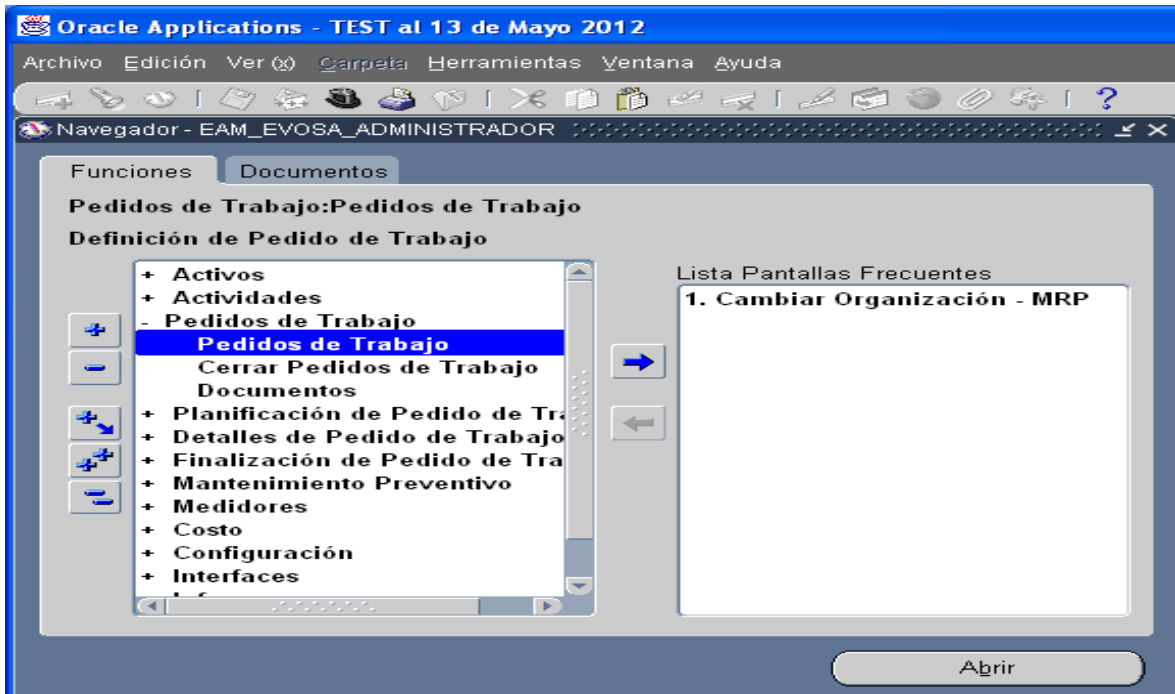 Oracle Applications - TEST al 13 de Mayo 2012
Archivo Edición Ver (x) Carpeta Herramientas Ventana Ayuda
Navegador - EAM_EVOSA_ADMINISTRADOR
Funciones Documentos
Pedidos de Trabajo:Pedidos de Trabajo
Definición de Pedido de Trabajo
+ Activos
+ Actividades
- Pedidos de Trabajo
Pedidos de Trabajo
Cerrar Pedidos de Trabajo
Documentos
+ Planificación de Pedido de
+ Detalles de Pedido de Trabajo
+ Finalización de Pedido de Tra
+ Mantenimiento Preventivo
+ Medidores
+ Costo
+ Configuración
+ Interfaces
Lista Pantallas Frecuentes
1. Cambiar Organización - MRP
Abrir